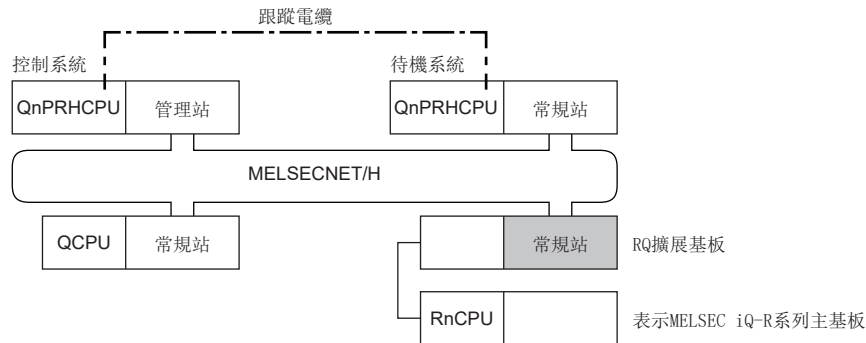 跟蹤電纜
控制系統
待機系統
QnPRHCPU
管理站
QnPRHCPU
常規站
MELSECNET/H
QCPU
常規站
常規站
RQ擴展基板
RnCPU
表示MELSEC iQ-R系列主基板